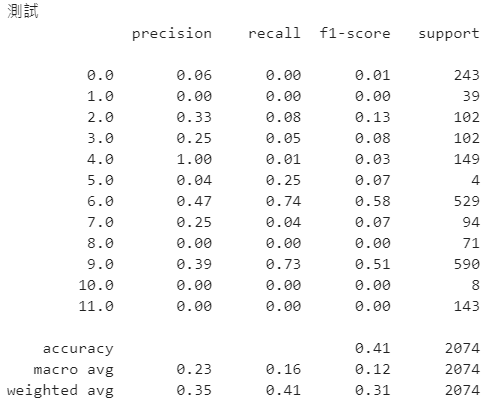 測試
precision recall f1-score support
0.0 0.06 0.00 0.01 243
1.0 0.00 0.00 0.00 39
2.0 0.33 0.08 0.13 102
3.0 0.25 0.05 0.08 102
4.0 1.00 0.01 0.03 149
5.0 0.04 0.25 0.07 4
6.0 0.47 0.74 0.58 529
7.0 0.25 0.04 0.07 94
8.0 0.00 0.00 0.00 71
9.0 0.39 0.73 0.51 590
10.0 0.00 0.00 0.00 8
11.0 0.00 0.00 0.00 143
accuracy 0.41 2074
macro avg 0.23 0.16 0.12 2074
weighted avg 0.35 0.41 0.31 2074